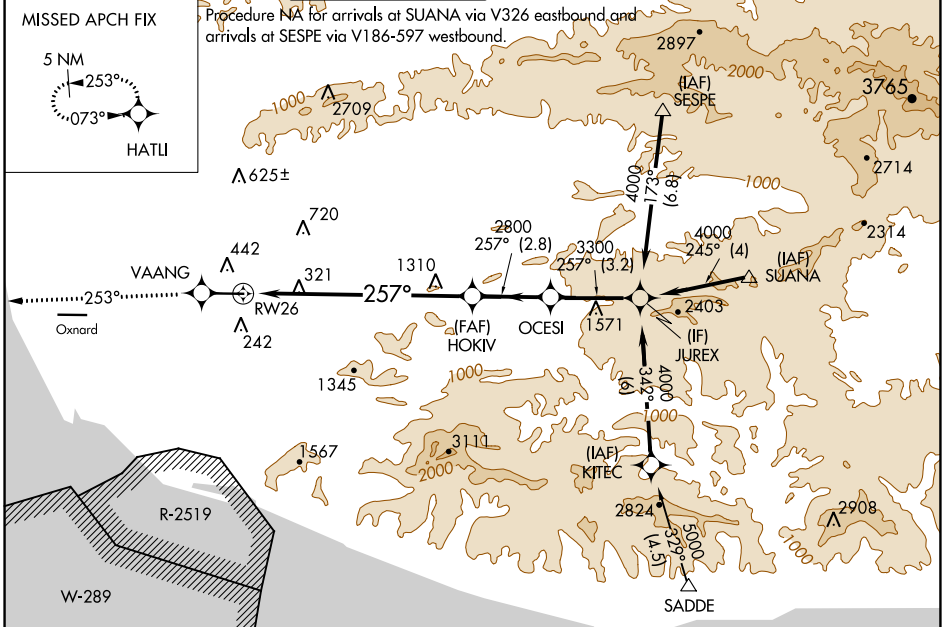 MISSED APCH FIX
5 NM
253°
073°
HATLI
Procedure NA for arrivals at SUANA via V326 eastbound and
arrivals at SESPE via V186-597 westbound.
2897
2000
(IAF)
SESPE
3765
1000
2709
2714
625±
4000
173°
(6.8)
1000
720
2314
2800
257° (2.8)
3300
257° (3.2)
4000
245° (4)
(IAF)
SUANA
442
VAANG
321
1310
253°
257°
RW26
Oxnard
242
(FAF)
HOKIV
OCESI
1571
2403
(IF)
JUREX
1345
1000
4000
342°
(6)
1000
1567
3111
2000
(IAF)
KITEC
R-2519
2824
2908
1000
5000
329°
(4.5)
W-289
SADDE